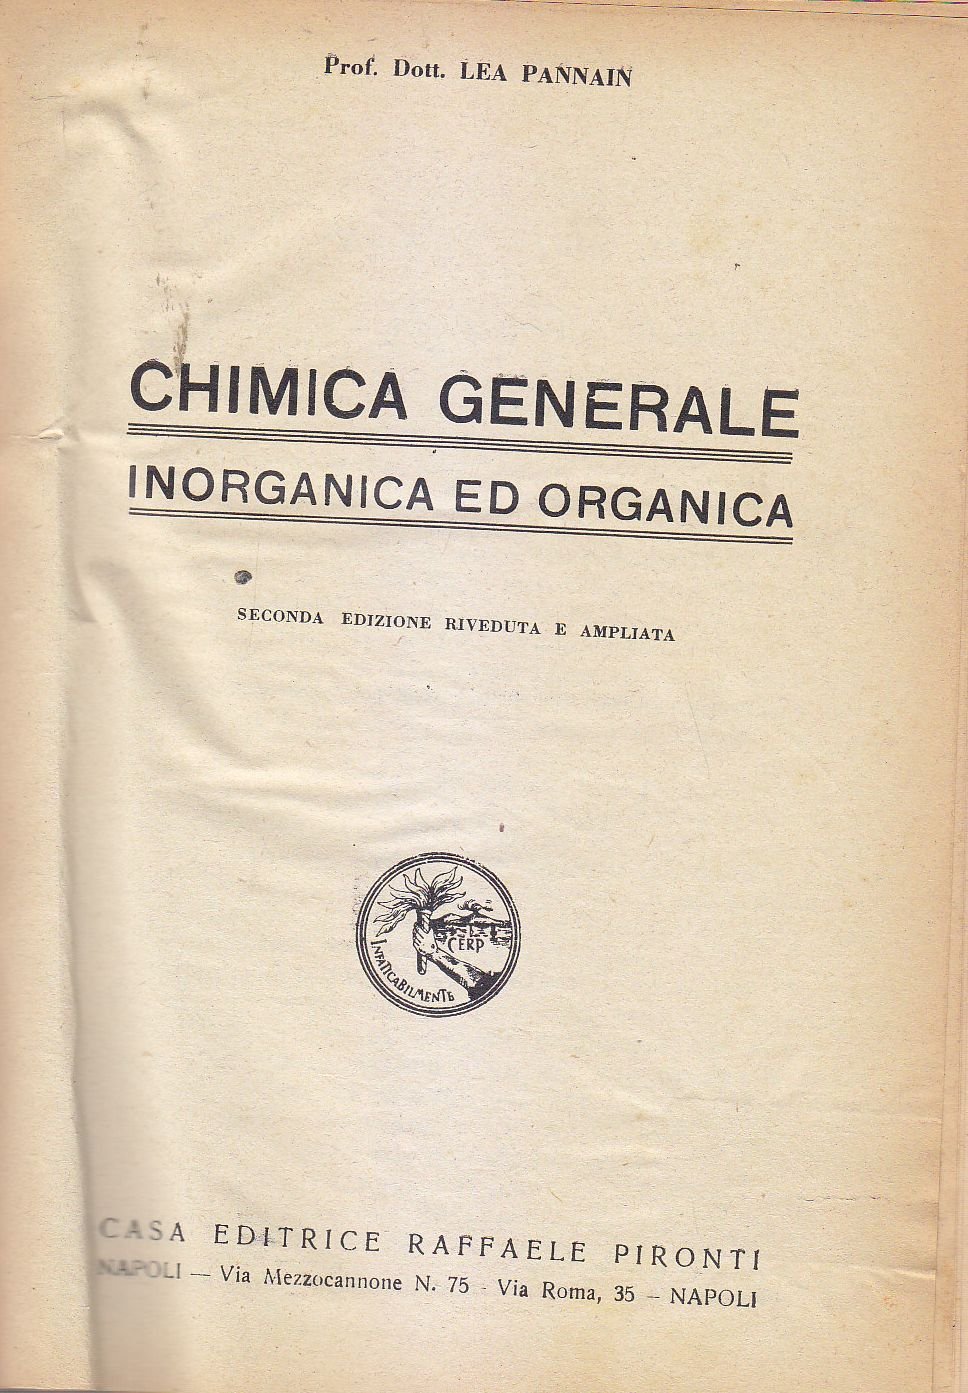 Prof. Dott. LEA PANNAIN
CHIMICA GENERALE
INORGANICA ED ORGANICA
SECONDA EDIZIONE RIVEDUTA E AMPLIATA
CERP
INFATICABILMENTE
CASA EDITRICE RAFFAELE PIRONTI
NAPOLI — Via Mezzocannone N. 75 - Via Roma, 35 — NAPOLI